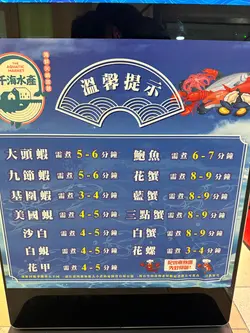 THE AQUATIC MARKET
千海水產
溫馨提示
大頭蝦 需煮 5-6 分鐘
九節蝦 需煮 5-6 分鐘
基圍蝦 需煮 3-4 分鐘
美國蜆 需煮 4-5 分鐘
沙白 需煮 4-5 分鐘
白蜆 需煮 4-5 分鐘
花甲 需煮 4-5 分鐘
鮑魚 需煮 6-7 分鐘
花蟹 需煮 8-9 分鐘
藍蟹 需煮 8-9 分鐘
三點蟹 需煮 8-9 分鐘
白蟹 需煮 8-9 分鐘
花螺 需煮 3-4 分鐘